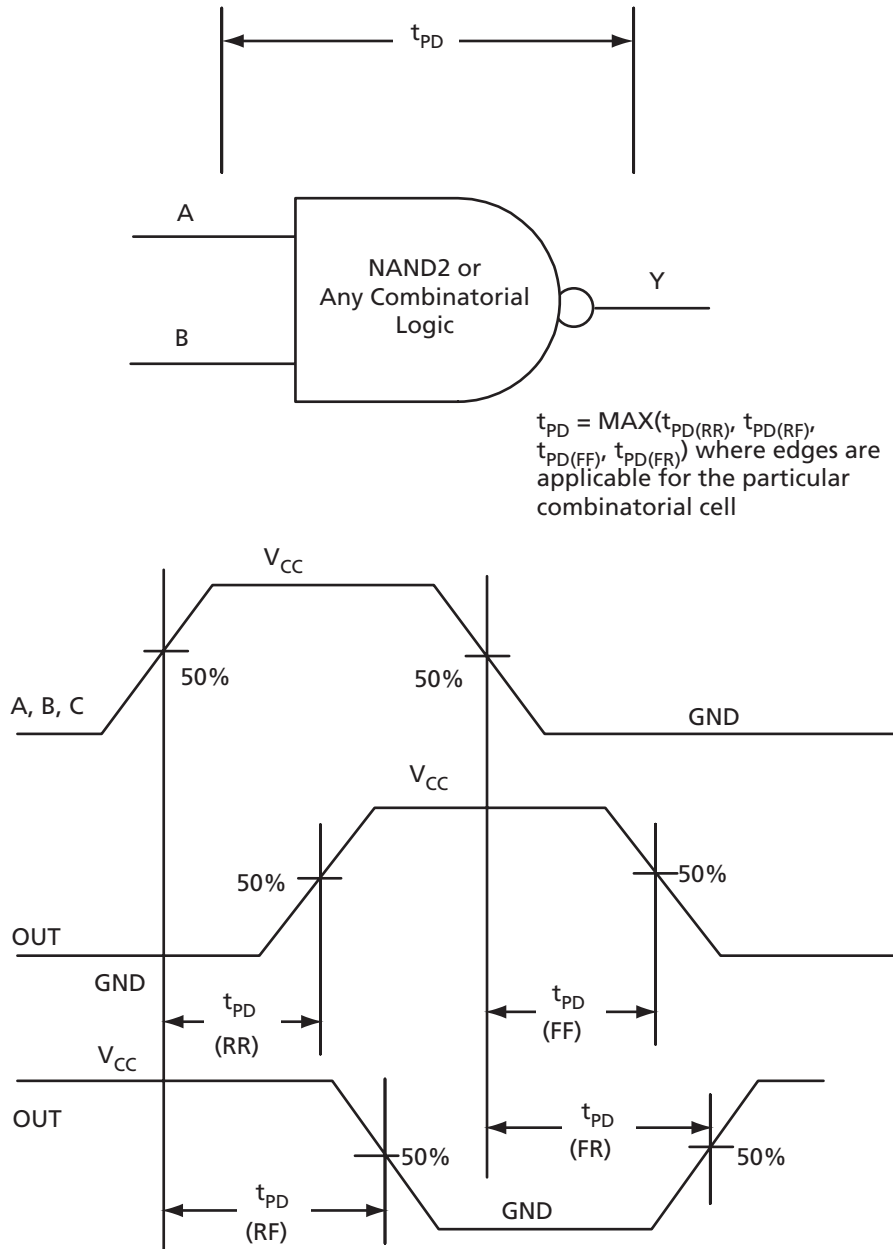 t_PD
A
NAND2 or
Any Combinatorial
Logic
Y
B
t_PD = MAX(t_PD(RR), t_PD(RF),
t_PD(FF), t_PD(FR)) where edges are
applicable for the particular
combinatorial cell
V_CC
50%
50%
A, B, C
GND
V_CC
50%
50%
OUT
GND
t_PD
(RR)
t_PD
(FF)
V_CC
OUT
t_PD
(FR)
50%
50%
t_PD
(RF)
GND